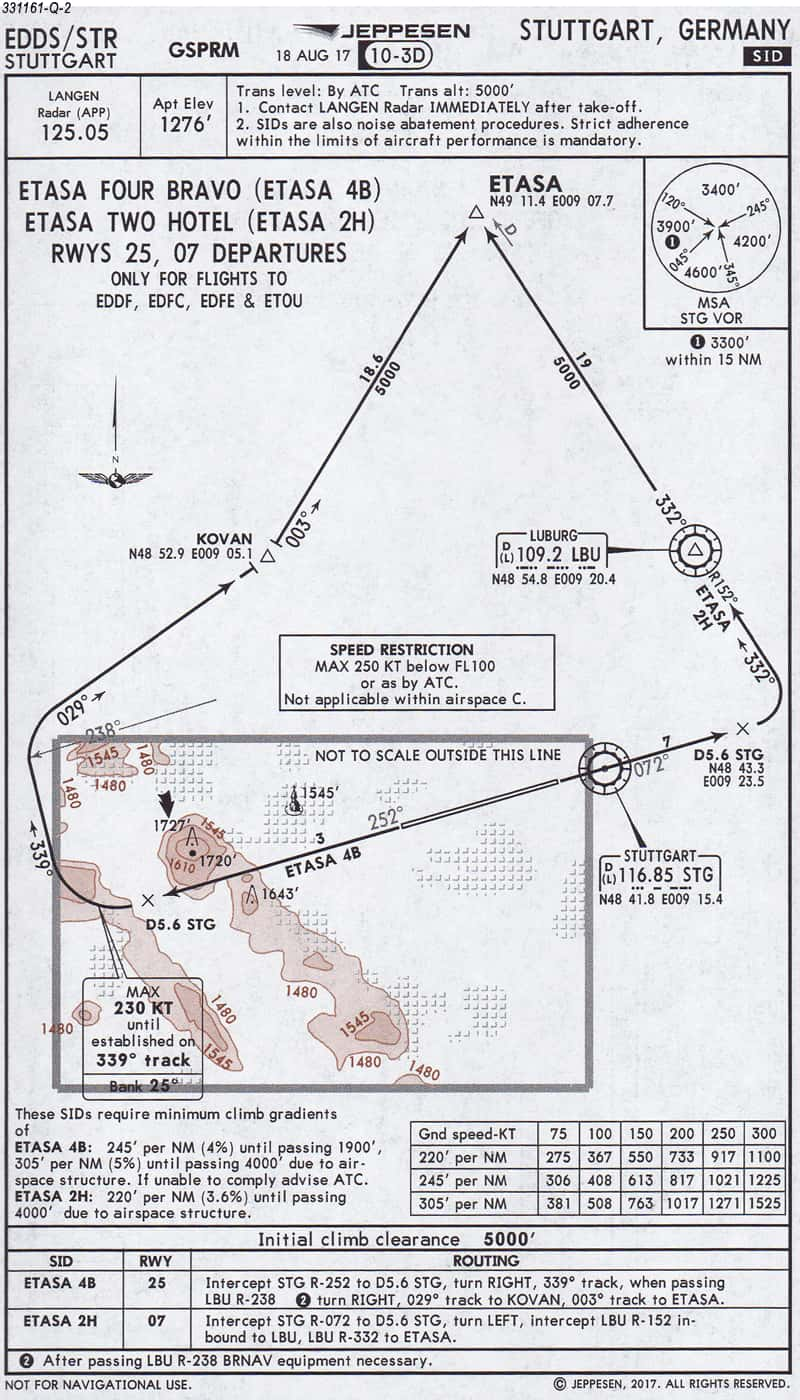 331161-Q-2
EDDS/STR
STUTTGART
GSPRM
JEPPESEN
18 AUG 17
10-3D
STUTTGART, GERMANY
SID
LANGEN
Radar (APP)
125.05
Apt Elev
1276'
Trans level: By ATC Trans alt: 5000'
1. Contact LANGEN Radar IMMEDIATELY after take-off.
2. SIDs are also noise abatement procedures. Strict adherence
within the limits of aircraft performance is mandatory.
ETASA FOUR BRAVO (ETASA 4B)
ETASA TWO HOTEL (ETASA 2H)
RWYS 25, 07 DEPARTURES
ONLY FOR FLIGHTS TO
EDDF, EDFC, EDFE & ETOU
ETASA
N49 11.4 E009 07.7
D
3400'
120°
245°
3900'
1
4200'
045°
4600'
345°
MSA
STG VOR
1 3300'
within 15 NM
18.6
5000
19
5000
N
KOVAN
N48 52.9 E009 05.1
003°
332°
LUBURG
D
(L) 109.2 LBU
N48 54.8 E009 20.4
R152°
ETASA
2H
332°
SPEED RESTRICTION
MAX 250 KT below FL100
or as by ATC.
Not applicable within airspace C.
029°
238°
NOT TO SCALE OUTSIDE THIS LINE
7
072°
D5.6 STG
N48 43.3
E009 23.5
1545
1480
1480
1480
1545'
1727'
1545
1720'
1610
3
252°
ETASA 4B
339°
1643'
D5.6 STG
STUTTGART
D
(L) 116.85 STG
N48 41.8 E009 15.4
MAX
230 KT
until
established on
339° track
Bank 25°
1480
1480
1545
1480
1545
1480
1480
These SIDs require minimum climb gradients
of
ETASA 4B: 245' per NM (4%) until passing 1900',
305' per NM (5%) until passing 4000' due to air-
space structure. If unable to comply advise ATC.
ETASA 2H: 220' per NM (3.6%) until passing
4000' due to airspace structure.
Gnd speed-KT 75 100 150 200 250 300
220' per NM 275 367 550 733 917 1100
245' per NM 306 408 613 817 1021 1225
305' per NM 381 508 763 1017 1271 1525
Initial climb clearance 5000'
SID RWY ROUTING
ETASA 4B 25 Intercept STG R-252 to D5.6 STG, turn RIGHT, 339° track, when passing
LBU R-238 2 turn RIGHT, 029° track to KOVAN, 003° track to ETASA.
ETASA 2H 07 Intercept STG R-072 to D5.6 STG, turn LEFT, intercept LBU R-152 in-
bound to LBU, LBU R-332 to ETASA.
2 After passing LBU R-238 BRNAV equipment necessary.
NOT FOR NAVIGATIONAL USE.
© JEPPESEN, 2017. ALL RIGHTS RESERVED.